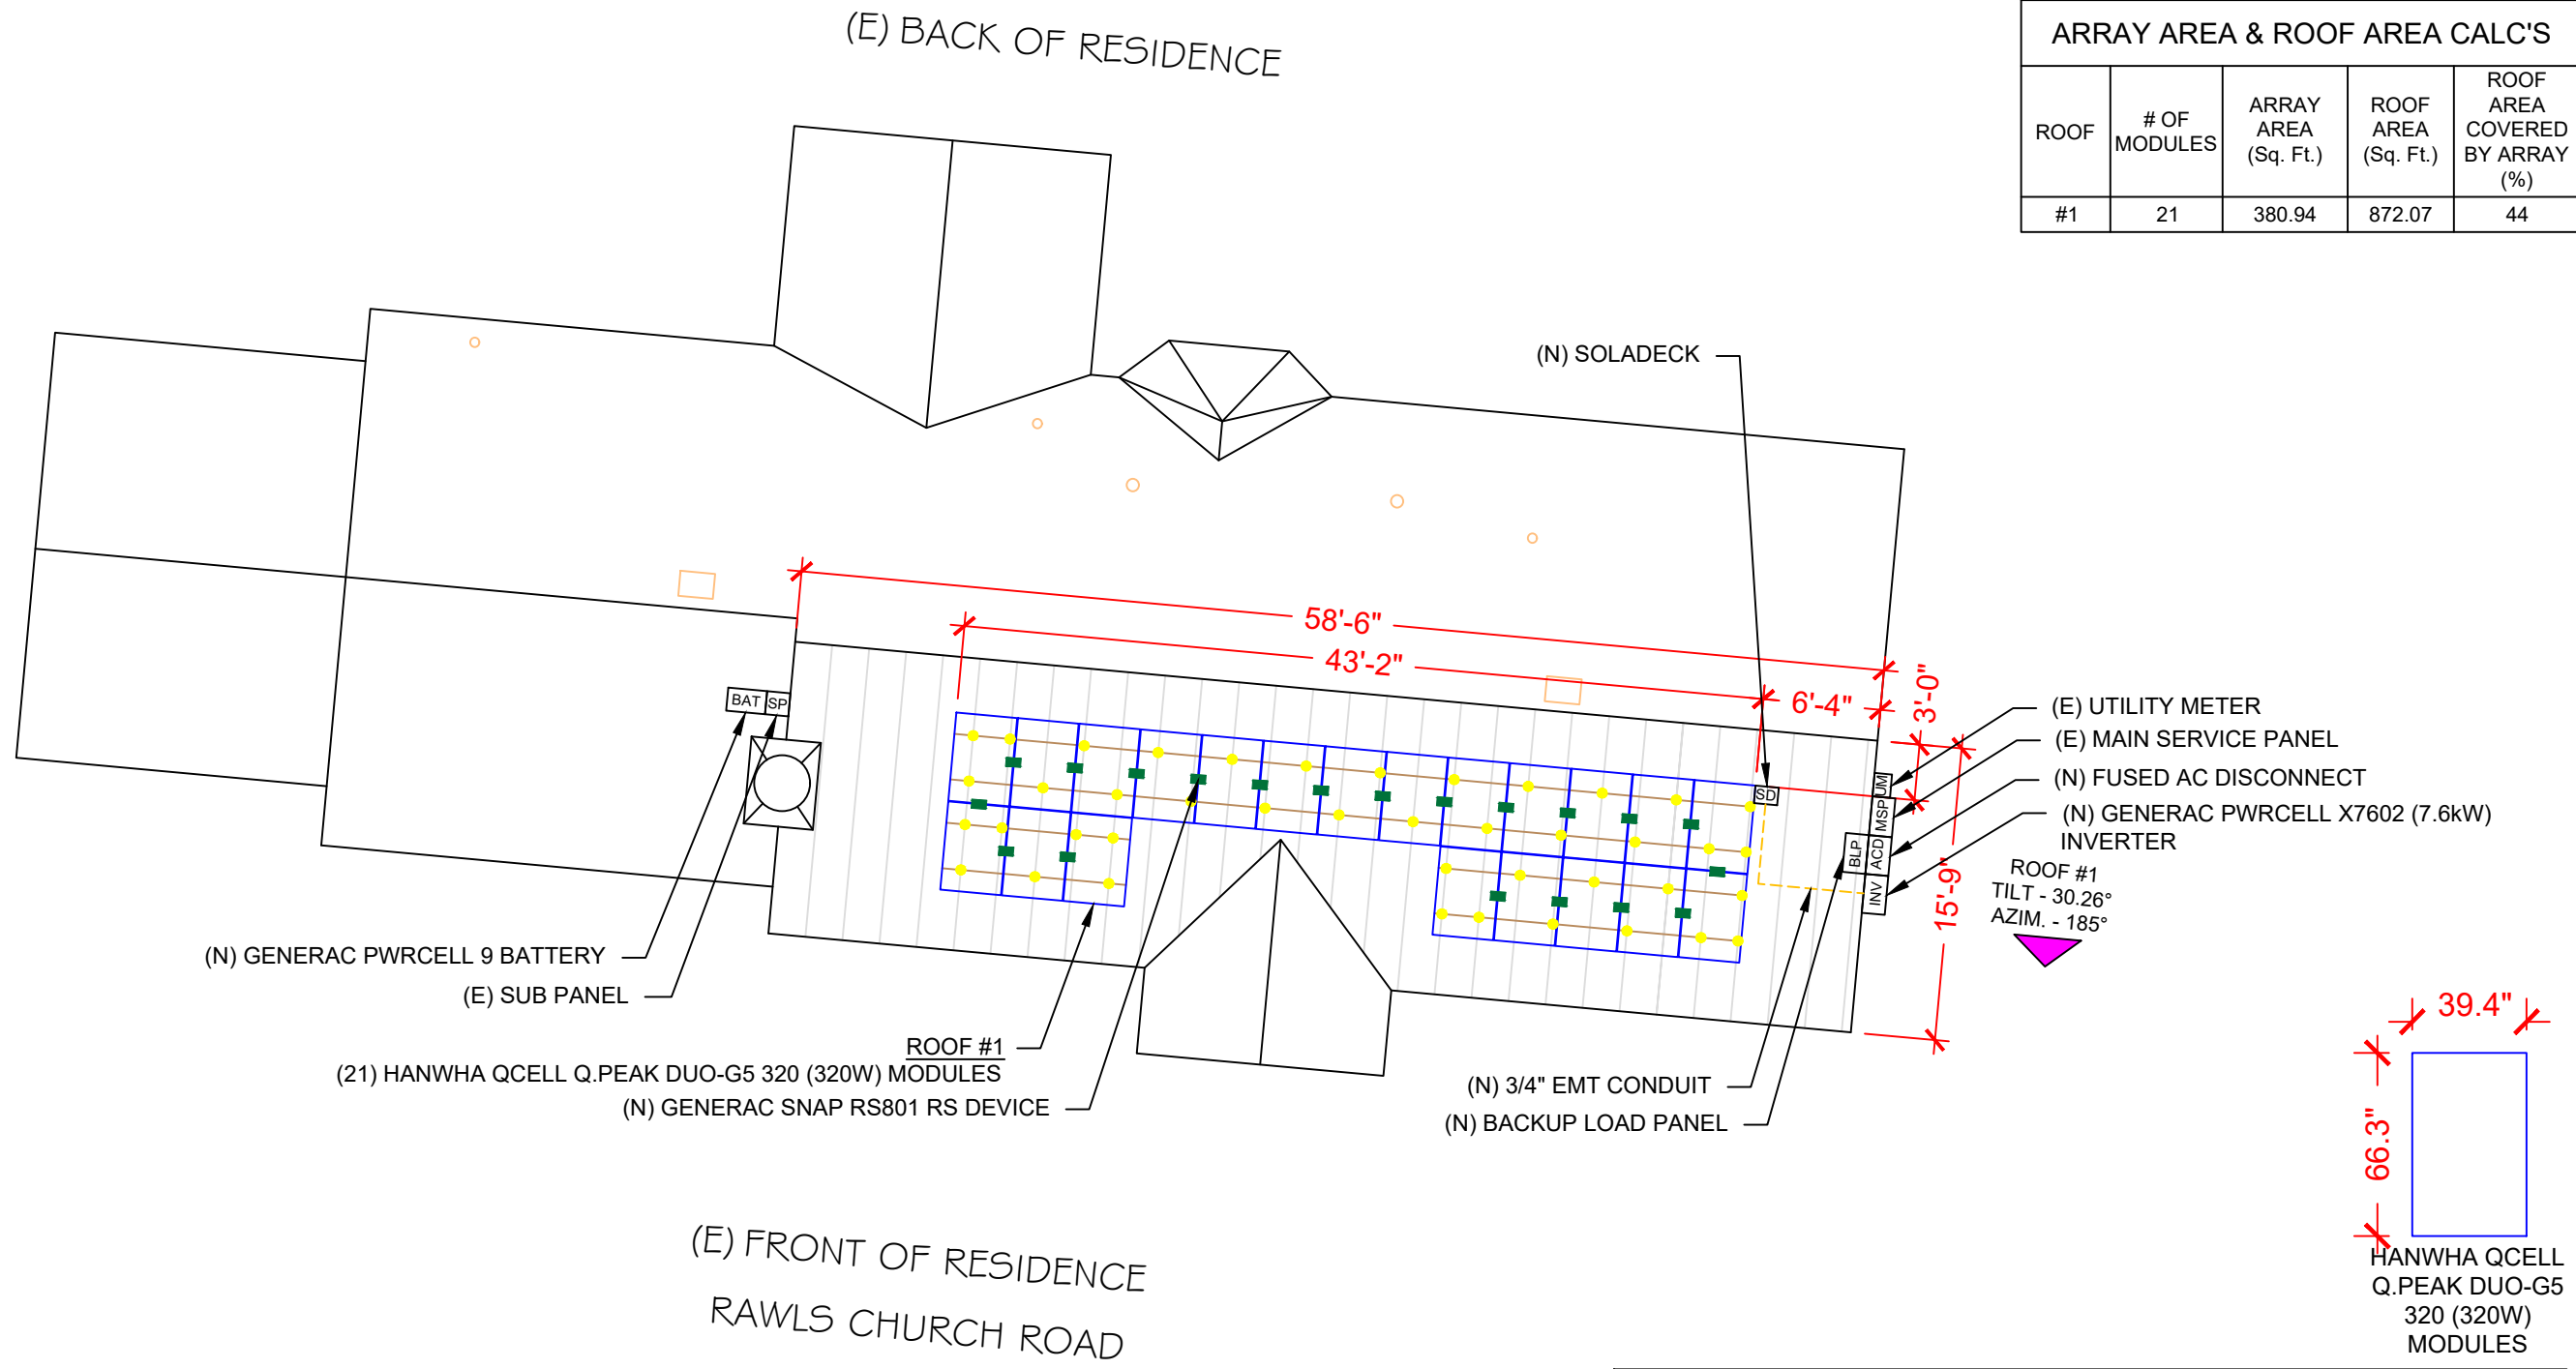 (E) BACK OF RESIDENCE
ARRAY AREA & ROOF AREA CALC'S
ROOF
# OF
MODULES
ARRAY
AREA
(Sq. Ft.)
ROOF
AREA
(Sq. Ft.)
ROOF
AREA
COVERED
BY ARRAY
(%)
#1
21
380.94
872.07
44
(N) SOLADECK
58'-6"
43'-2"
6'-4"
3'-0"
15'-9"
BAT
SP
SD
UM
MSP
ACD
BLP
INV
(E) UTILITY METER
(E) MAIN SERVICE PANEL
(N) FUSED AC DISCONNECT
(N) GENERAC PWRCELL X7602 (7.6kW)
INVERTER
ROOF #1
TILT - 30.26°
AZIM. - 185°
(N) GENERAC PWRCELL 9 BATTERY
(E) SUB PANEL
ROOF #1
(21) HANWHA QCELL Q.PEAK DUO-G5 320 (320W) MODULES
(N) GENERAC SNAP RS801 RS DEVICE
(N) 3/4" EMT CONDUIT
(N) BACKUP LOAD PANEL
39.4"
66.3"
HANWHA QCELL
Q.PEAK DUO-G5
320 (320W)
MODULES
(E) FRONT OF RESIDENCE
RAWLS CHURCH ROAD